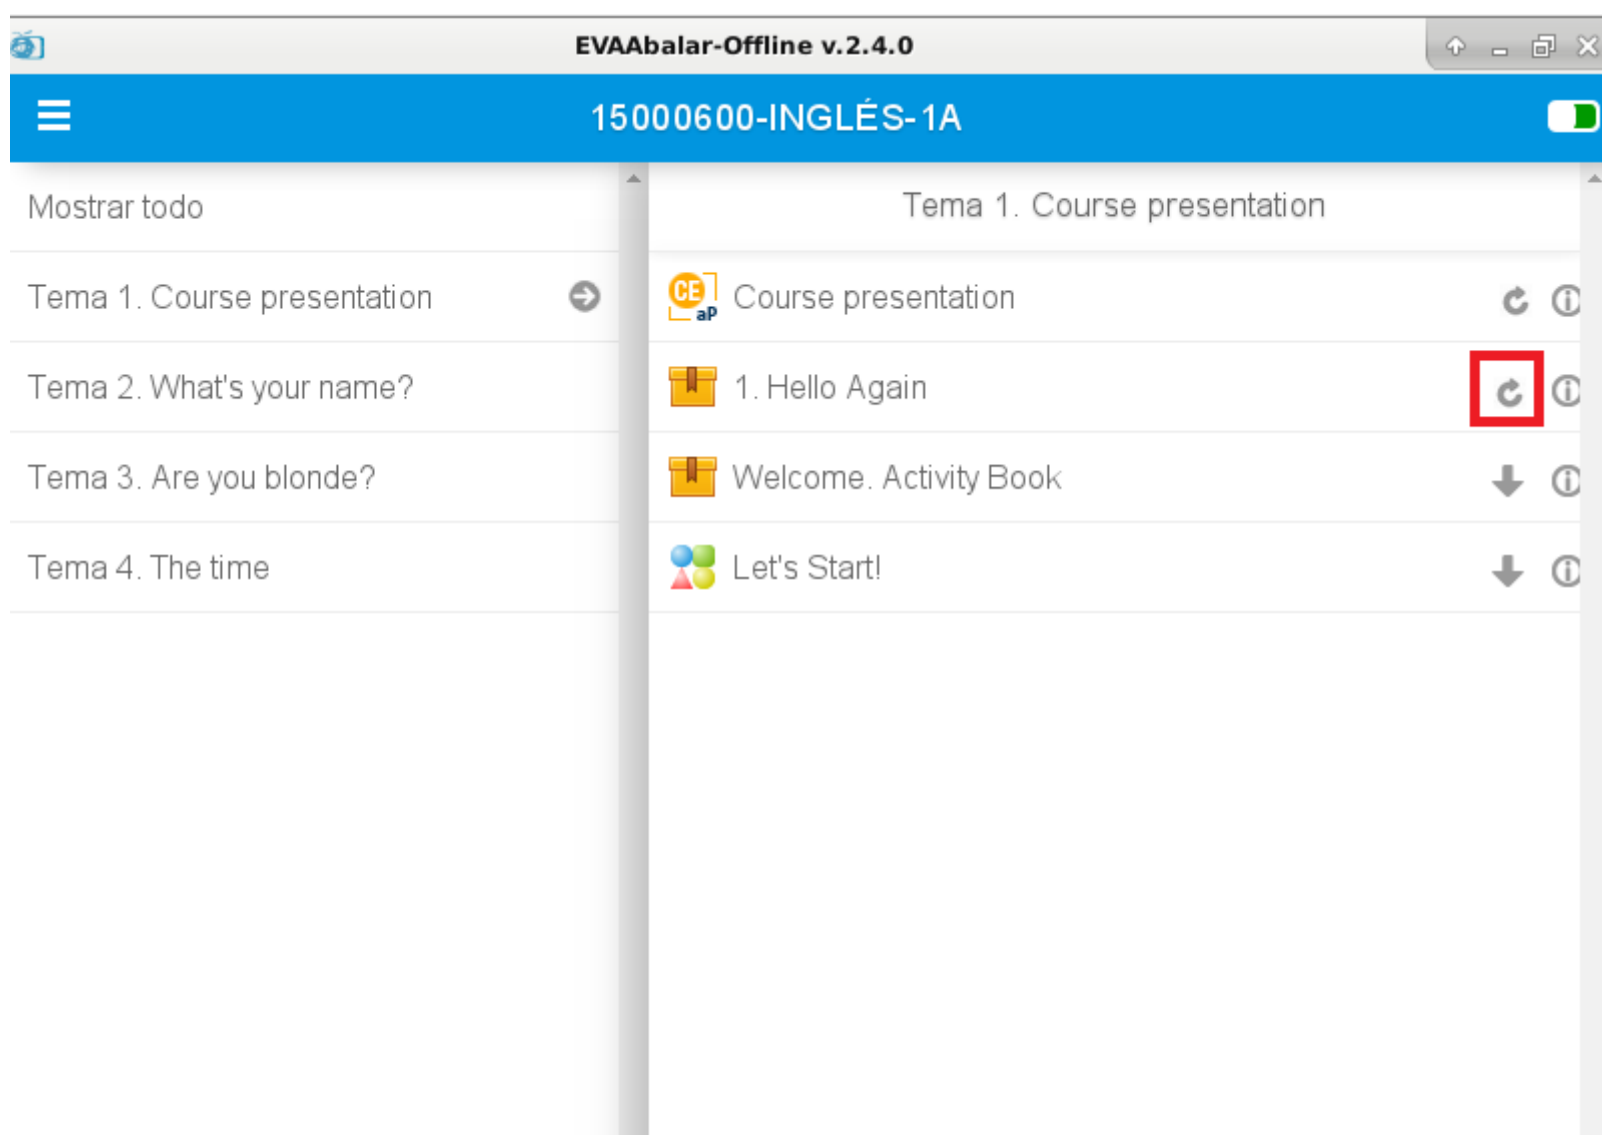 EVAAbalar-Offline v.2.4.0
15000600-INGLÉS-1A
Mostrar todo
Tema 1. Course presentation
Tema 2. What's your name?
Tema 3. Are you blonde?
Tema 4. The time
Tema 1. Course presentation
CE aP Course presentation
1. Hello Again
Welcome. Activity Book
Let's Start!